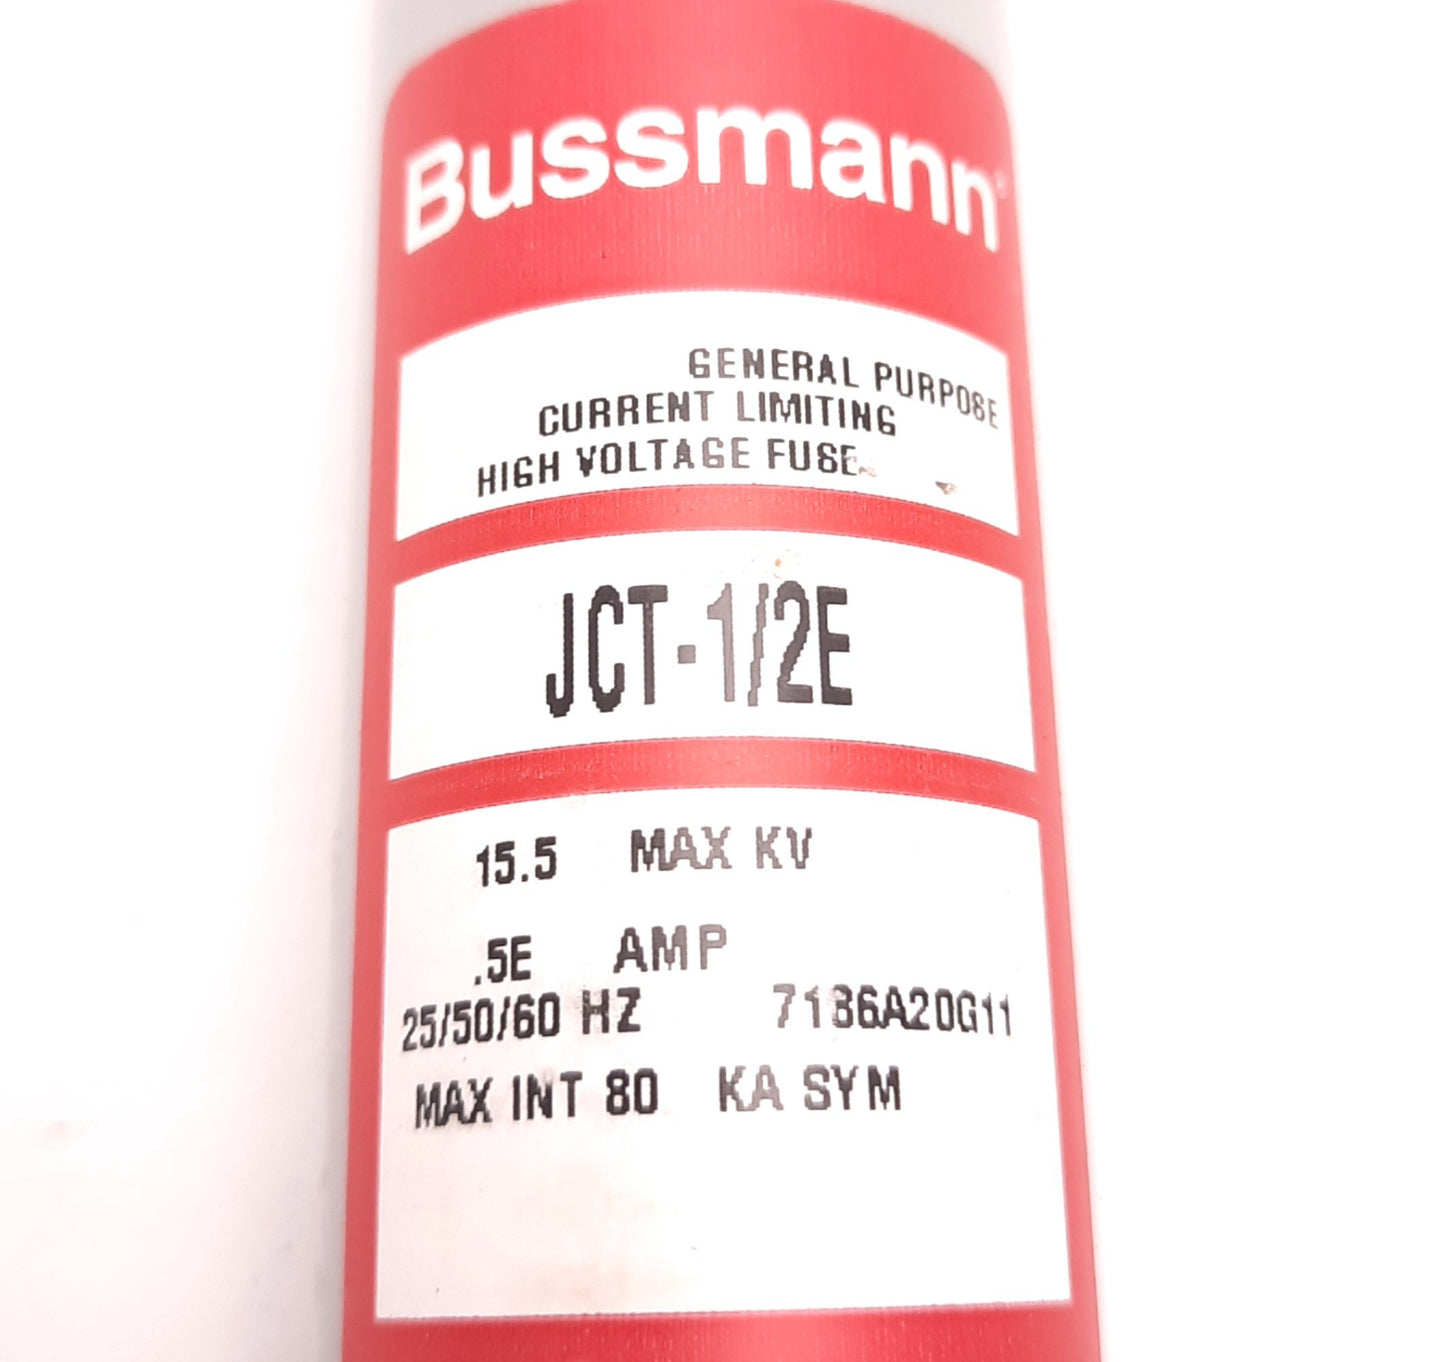 Bussmann®
GENERAL PURPOSE
CURRENT LIMITING
HIGH VOLTAGE FUSE
JCT-1/2E
15.5 MAX KV
.5E AMP
25/50/60 HZ 7186A20G11
MAX INT 80 KA SYM